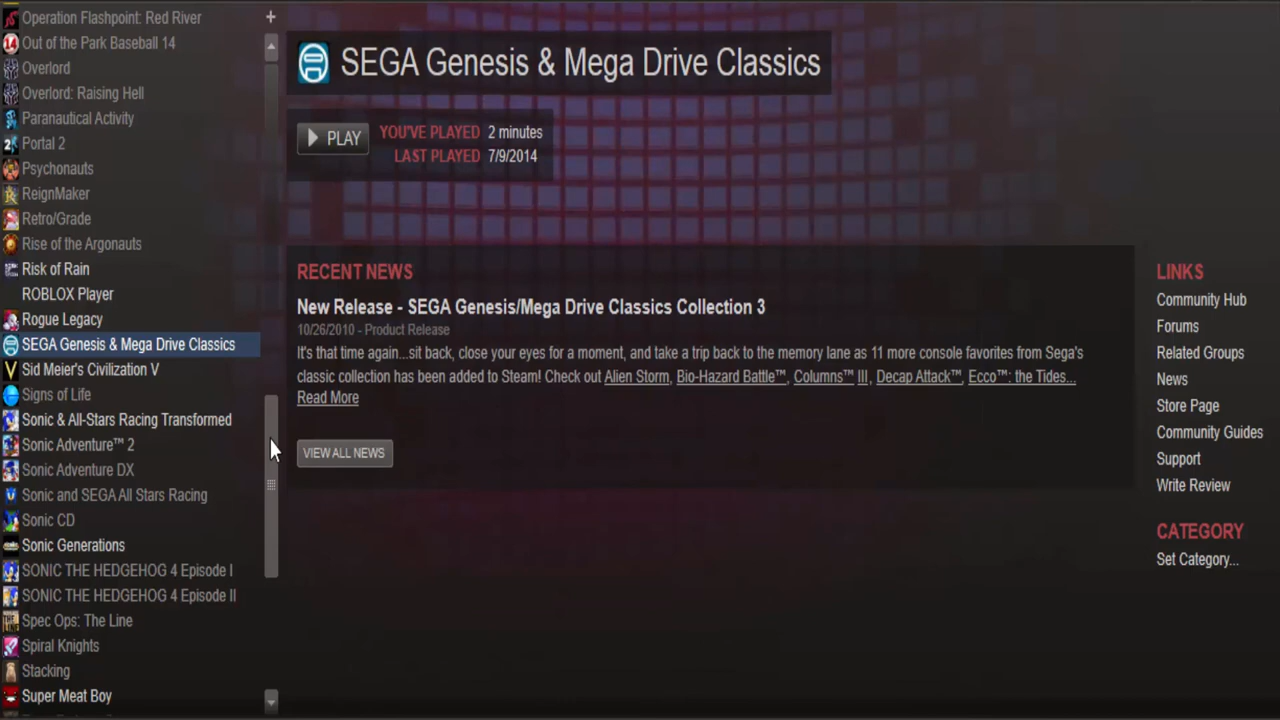 Operation Flashpoint: Red River
Out of the Park Baseball 14
Overlord
Overlord: Raising Hell
Paranautical Activity
Portal 2
Psychonauts
ReignMaker
Retro/Grade
Rise of the Argonauts
Risk of Rain
ROBLOX Player
Rogue Legacy
SEGA Genesis & Mega Drive Classics
Sid Meier's Civilization V
Signs of Life
Sonic & All-Stars Racing Transformed
Sonic Adventure™ 2
Sonic Adventure DX
Sonic and SEGA All Stars Racing
Sonic CD
Sonic Generations
SONIC THE HEDGEHOG 4 Episode I
SONIC THE HEDGEHOG 4 Episode II
Spec Ops: The Line
Spiral Knights
Stacking
Super Meat Boy
SEGA Genesis & Mega Drive Classics
PLAY
YOU'VE PLAYED 2 minutes
LAST PLAYED 7/9/2014
RECENT NEWS
New Release - SEGA Genesis/Mega Drive Classics Collection 3
10/26/2010 - Product Release
It's that time again...sit back, close your eyes for a moment, and take a trip back to the memory lane as 11 more console favorites from Sega's
classic collection has been added to Steam! Check out Alien Storm, Bio-Hazard Battle™, Columns™ III, Decap Attack™, Ecco™: the Tides...
Read More
VIEW ALL NEWS
LINKS
Community Hub
Forums
Related Groups
News
Store Page
Community Guides
Support
Write Review
CATEGORY
Set Category...